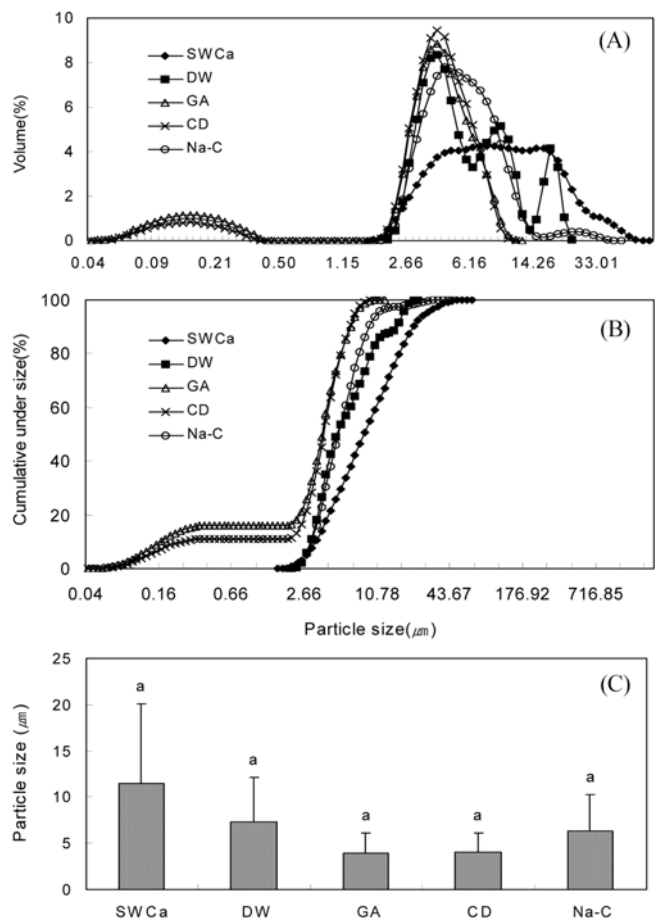 (A)
10
8
6
4
2
0
Volume(%)
SWCa
DW
GA
CD
Na-C
0.04 0.09 0.21 0.50 1.15 2.66 6.16 14.26 33.01
(B)
100
80
60
40
20
0
Cumulative under size(%)
SWCa
DW
GA
CD
Na-C
0.04 0.16 0.66 2.66 10.78 43.67 176.92 716.85
Particle size(μm)
(C)
25
20
15
10
5
0
Particle size (μm)
a a a a a
SWCa DW GA CD Na-C